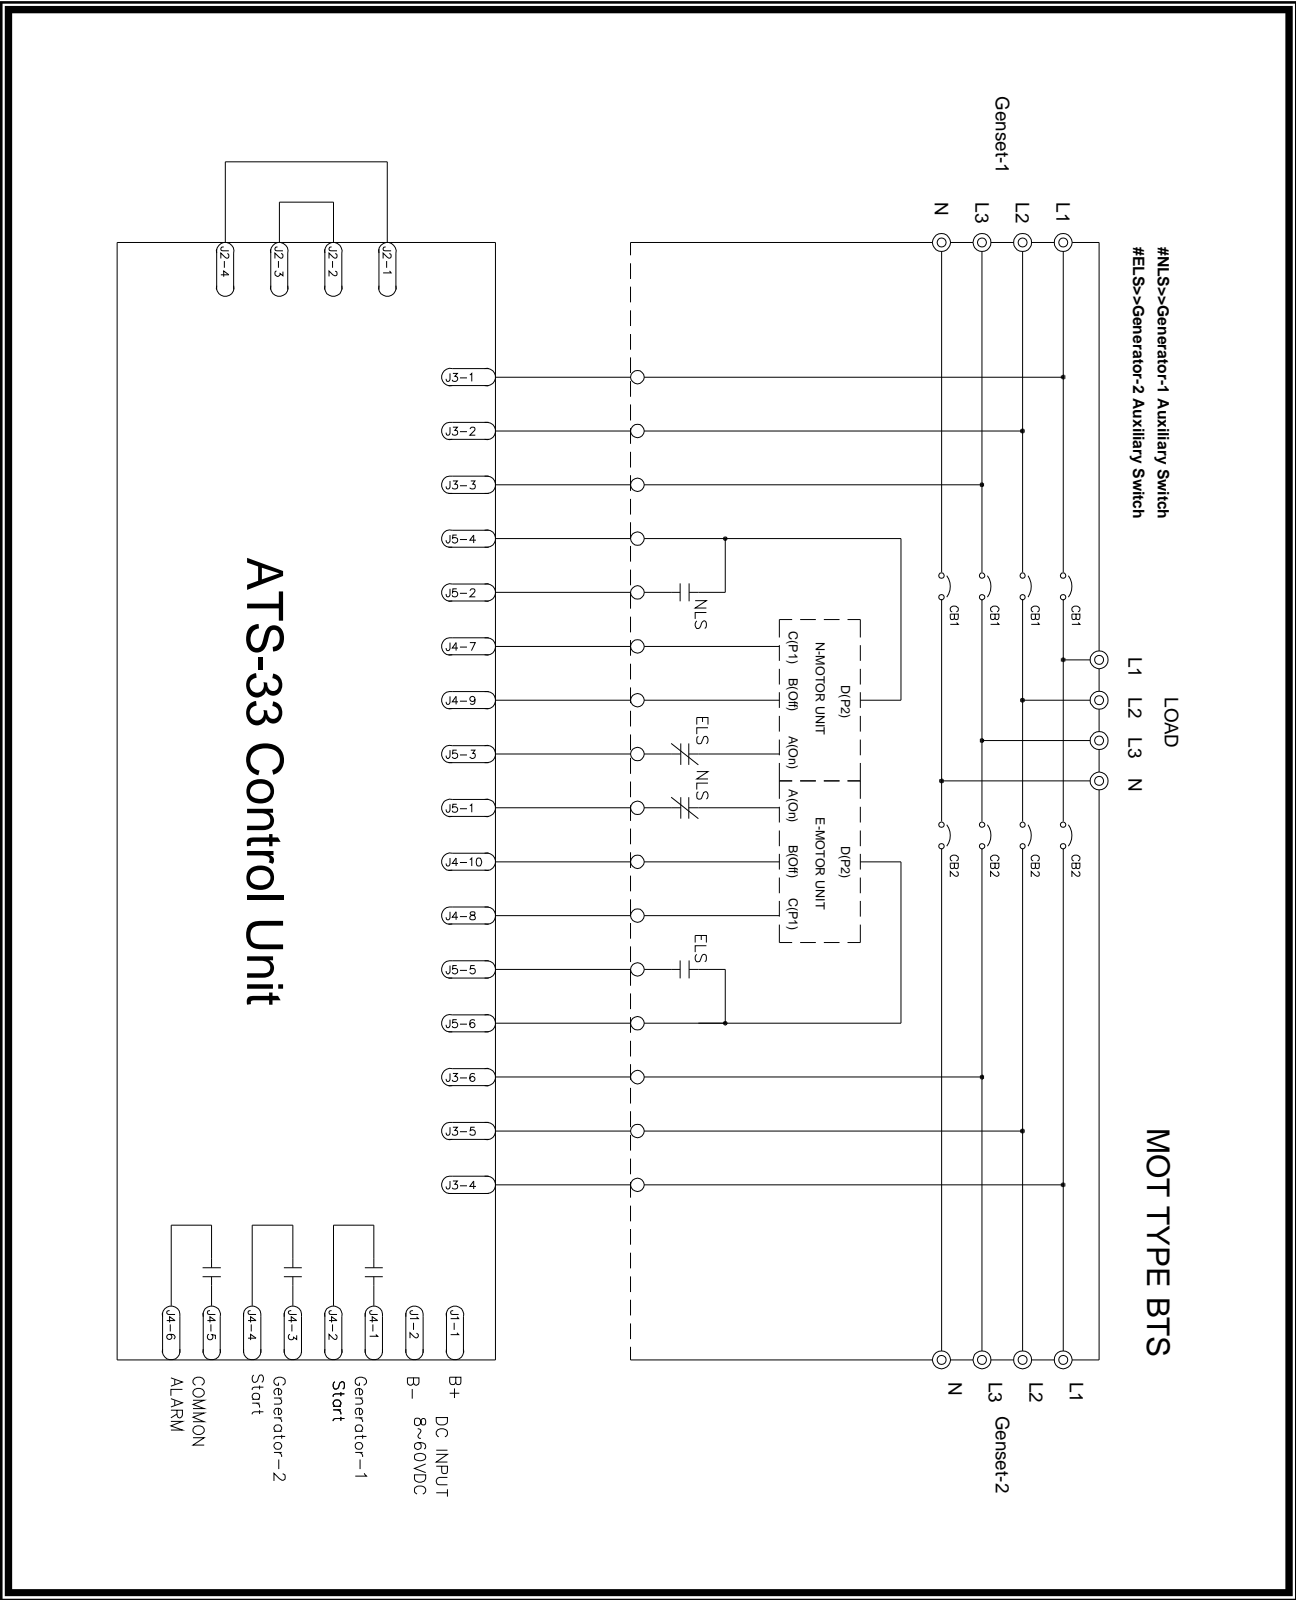 MOT TYPE BTS
#NLS>>Generator-1 Auxiliary Switch
#ELS>>Generator-2 Auxiliary Switch
LOAD
L1 L2 L3 N
Genset-1
L1
L2
L3
N
CB1
CB1
CB1
CB1
CB2
CB2
CB2
CB2
Genset-2
L1
L2
L3
N
D(P2)
N-MOTOR UNIT
C(P1) B(Off) A(On)
D(P2)
E-MOTOR UNIT
A(On) B(Off) C(P1)
NLS
ELS
NLS
ELS
J3-1
J3-2
J3-3
J5-4
J5-2
J4-7
J4-9
J5-3
J5-1
J4-10
J4-8
J5-5
J5-6
J3-6
J3-5
J3-4
J2-1
J2-2
J2-3
J2-4
ATS-33 Control Unit
J1-1
J1-2
J4-1
J4-2
J4-3
J4-4
J4-5
J4-6
B+
B-
DC INPUT
8~60VDC
Generator-1
Start
Generator-2
Start
COMMON
ALARM